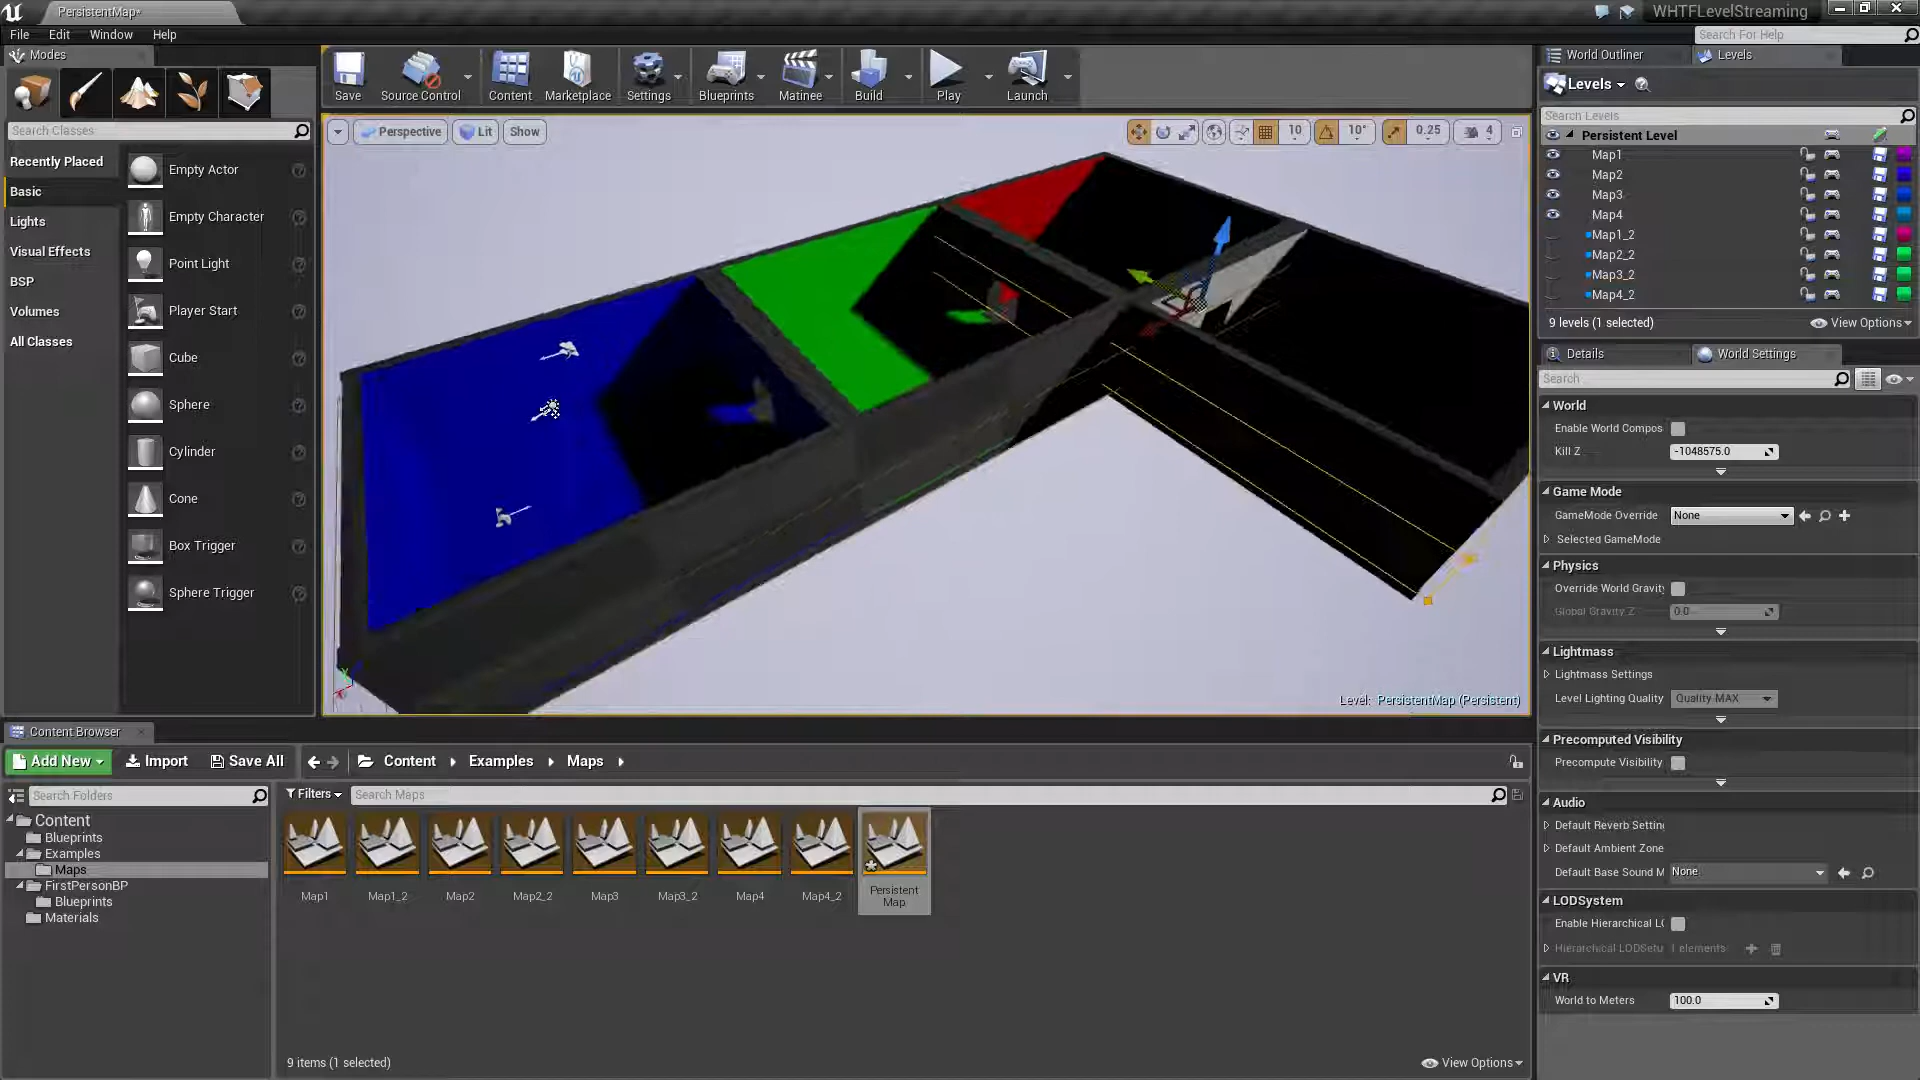 PersistentMap*
WHTFLevelStreaming
File Edit Window Help
Search For Help
Modes
Save
Source Control
Content
Marketplace
Settings
Blueprints
Matinee
Build
Play
Launch
World Outliner
Levels
Levels
Search Classes
Search Levels
Recently Placed
Basic
Lights
Visual Effects
BSP
Volumes
All Classes
Empty Actor
Empty Character
Point Light
Player Start
Cube
Sphere
Cylinder
Cone
Box Trigger
Sphere Trigger
Perspective
Lit
Show
10
10°
0.25
4
Level: PersistentMap (Persistent)
Persistent Level
Map1
Map2
Map3
Map4
Map1_2
Map2_2
Map3_2
Map4_2
9 levels (1 selected)
View Options
Details
World Settings
Search
World
Enable World Compos
Kill Z
-1048575.0
Game Mode
GameMode Override
None
Selected GameMode
Physics
Override World Gravit
Global Gravity Z
0.0
Lightmass
Lightmass Settings
Level Lighting Quality
Quality MAX
Precomputed Visibility
Precompute Visibility
Audio
Default Reverb Settin
Default Ambient Zone
Default Base Sound M
None
LODSystem
Enable Hierarchical L
Hierarchical LODSetu
1 elements
VR
World to Meters
100.0
Content Browser
Add New
Import
Save All
Content
Examples
Maps
Search Folders
Filters
Search Maps
Content
Blueprints
Examples
Maps
FirstPersonBP
Blueprints
Materials
Map1
Map1_2
Map2
Map2_2
Map3
Map3_2
Map4
Map4_2
Persistent
Map
9 items (1 selected)
View Options